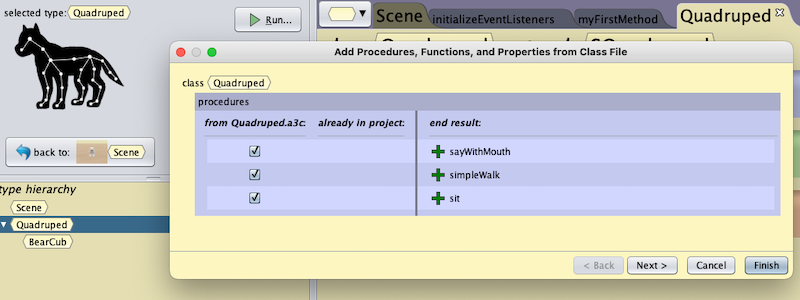 selected type: Quadruped
Run...
Scene
initializeEventListeners
myFirstMethod
Quadruped
Add Procedures, Functions, and Properties from Class File
class Quadruped
procedures
from Quadruped.a3c: already in project: end result:
sayWithMouth
simpleWalk
sit
back to: Scene
type hierarchy
Scene
Quadruped
BearCub
< Back Next > Cancel Finish